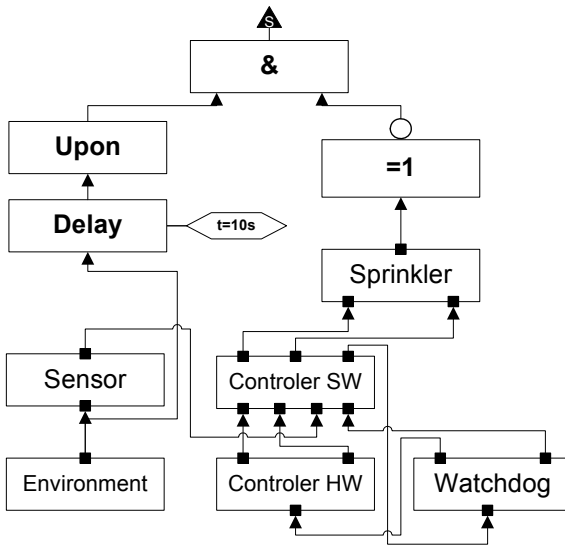 S
&
Upon
=1
Delay
t=10s
Sprinkler
Sensor
Controler SW
Environment
Controler HW
Watchdog